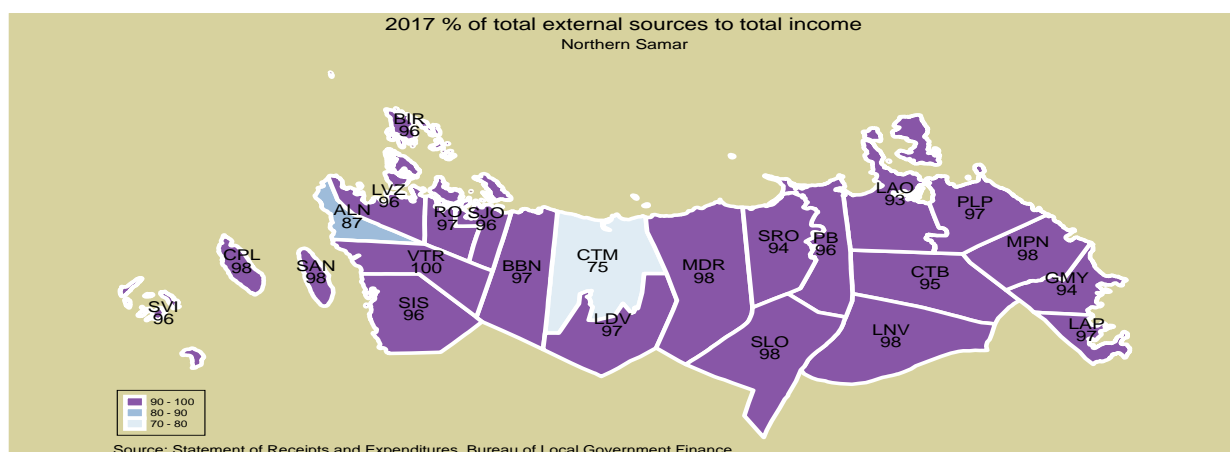 2017 % of total external sources to total income
Northern Samar
BIR
96
LVZ
96
ALN
87
RO
97
SJO
96
LAO
93
PLP
97
CPL
98
SAN
98
VTR
100
BBN
97
CTM
75
MDR
98
SRO
94
PB
96
MPN
98
CTB
95
GMY
94
SVI
96
SIS
96
LDV
97
SLO
98
LNV
98
LAP
97
90 - 100
80 - 90
70 - 80
Source: Statement of Receipts and Expenditures, Bureau of Local Government Finance